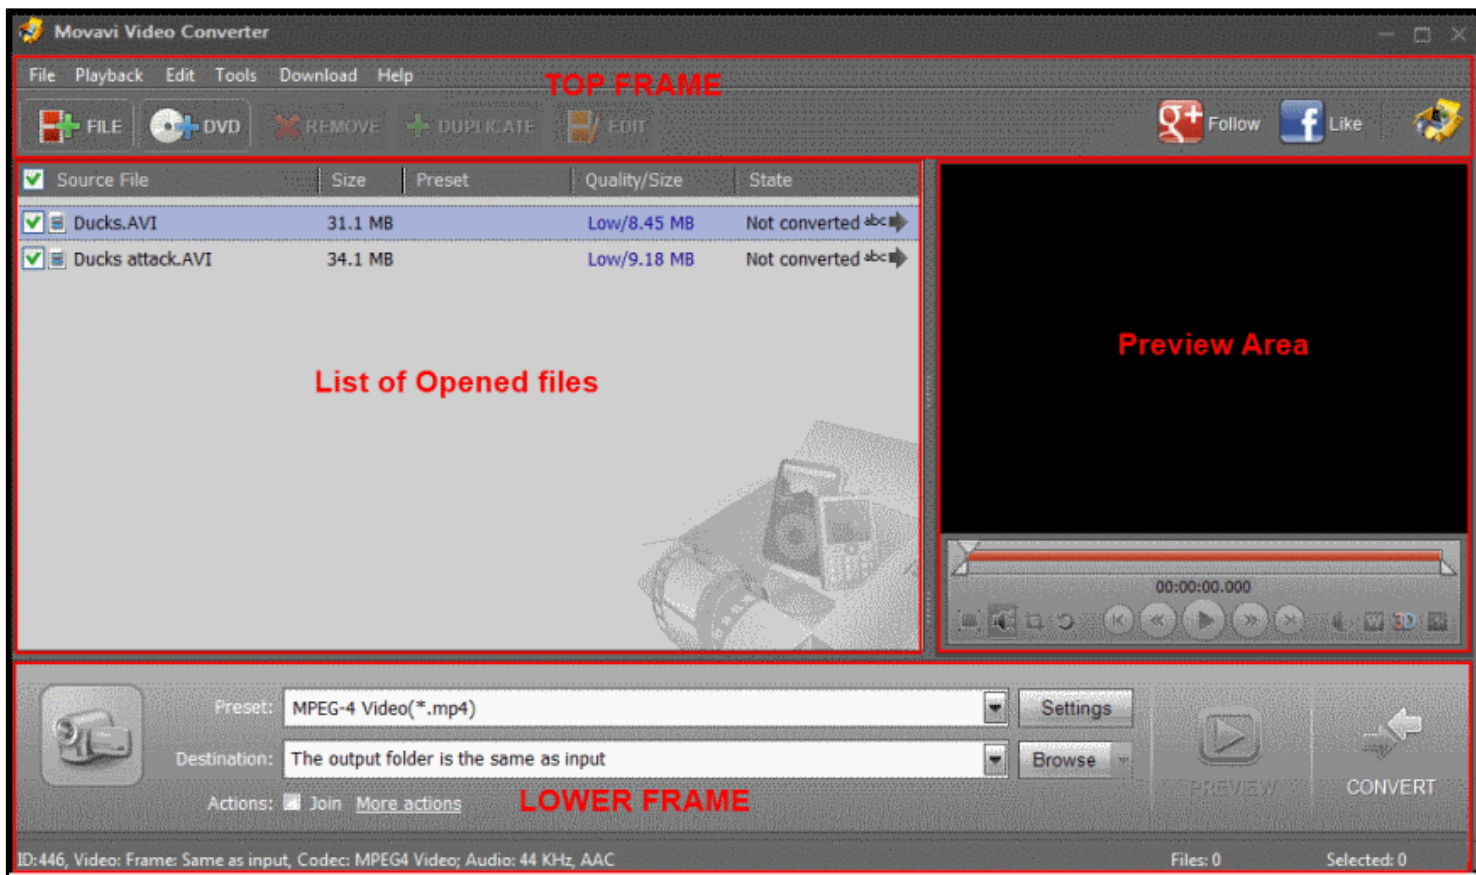 Movavi Video Converter
File Playback Edit Tools Download Help
TOP FRAME
FILE DVD REMOVE DUPLICATE EDIT
Follow Like
Source File Size Preset Quality/Size State
Ducks.AVI 31.1 MB Low/8.45 MB Not converted abc
Ducks attack.AVI 34.1 MB Low/9.18 MB Not converted abc
List of Opened files
Preview Area
00:00:00.000
3D
Preset: MPEG-4 Video(*.mp4) Settings
Destination: The output folder is the same as input Browse
Actions: Join More actions
LOWER FRAME
PREVIEW
CONVERT
ID:446, Video: Frame: Same as input, Codec: MPEG4 Video; Audio: 44 KHz, AAC Files: 0 Selected: 0